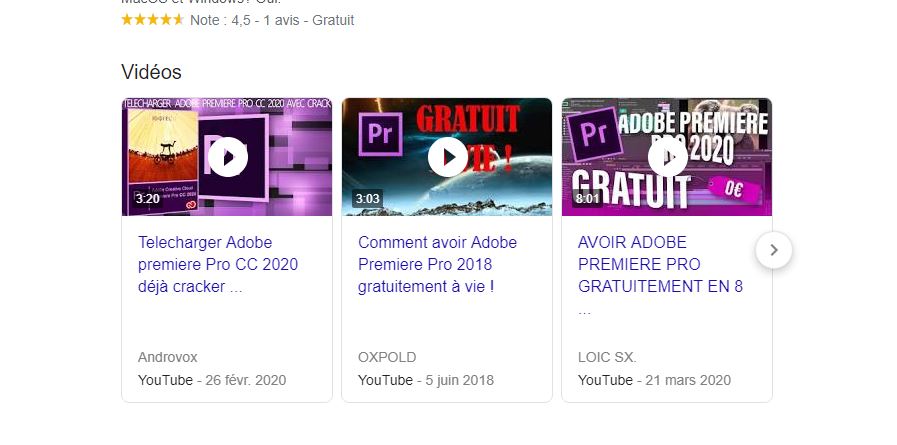 MacOS et Windows? Oui.
Note : 4,5 - 1 avis - Gratuit
Vidéos
TELECHARGER ADOBE PREMIERE PRO CC 2020 AVEC CRACK
3:20
Pr
GRATUIT
VIE !
3:03
Pr
ADOBE PREMIERE
PRO 2020
GRATUIT
0€
8:01
Telecharger Adobe
premiere Pro CC 2020
déjà cracker ...
Androvox
YouTube - 26 févr. 2020
Comment avoir Adobe
Premiere Pro 2018
gratuitement à vie !
OXPOLD
YouTube - 5 juin 2018
AVOIR ADOBE
PREMIERE PRO
GRATUITEMENT EN 8
...
LOIC SX.
YouTube - 21 mars 2020